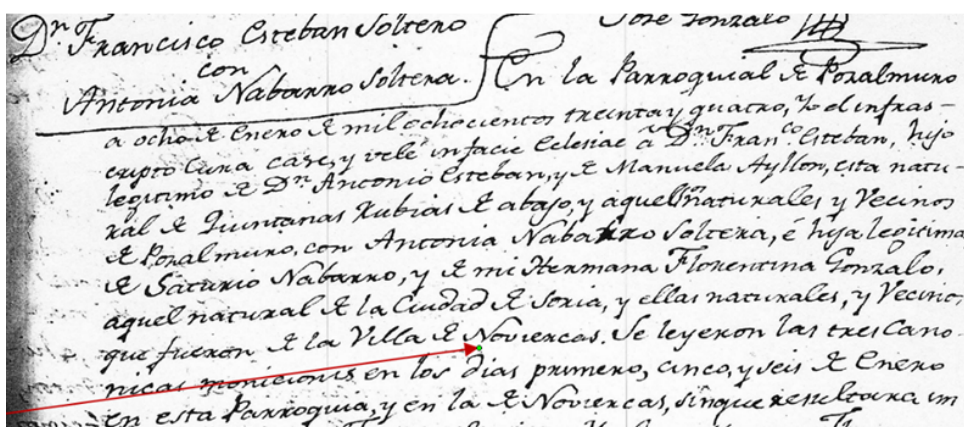 Dn. Francisco Esteban Soltero
con
Antonia Nabarro Soltera.
Jose Gonzalo
En la Parroquial de Pozalmuro
a ocho de Enero de mil ochocientos treinta y quatro, Yo el infras-
cripto Cura casé, y velé in facie Eclesiae a Dn. Franco. Esteban, hijo
legitimo de Dn. Antonio Esteban, y de Manuela Ayllon, esta natu-
ral de Quintanas Rubias de abajo, y aquellos naturales y Vecinos
de Pozalmuro, con Antonia Nabarro Soltera, é hija legitima
de Saturio Nabarro, y de mi Hermana Florentina Gonzalo,
aquel natural de la Ciudad de Soria, y ellas naturales, y Vecinos
que fueron de la Villa de Noviercas. Se leyeron las tres Cano-
nicas moniciones en los dias primero, cinco, y seis de Enero
en esta Parroquia, y en la de Noviercas, sin que resultara im